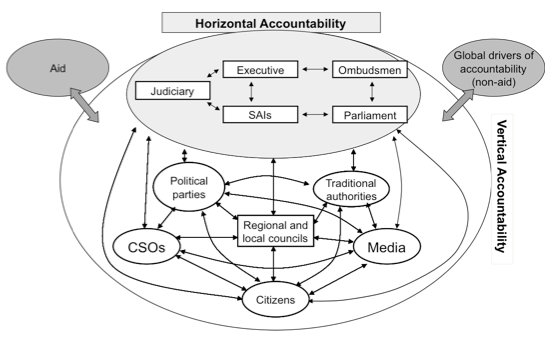 Horizontal Accountability
Aid
Global drivers of
accountability
(non-aid)
Executive
Ombudsmen
Judiciary
SAIs
Parliament
Vertical Accountability
Political
parties
Traditional
authorities
Regional and
local councils
CSOs
Media
Citizens